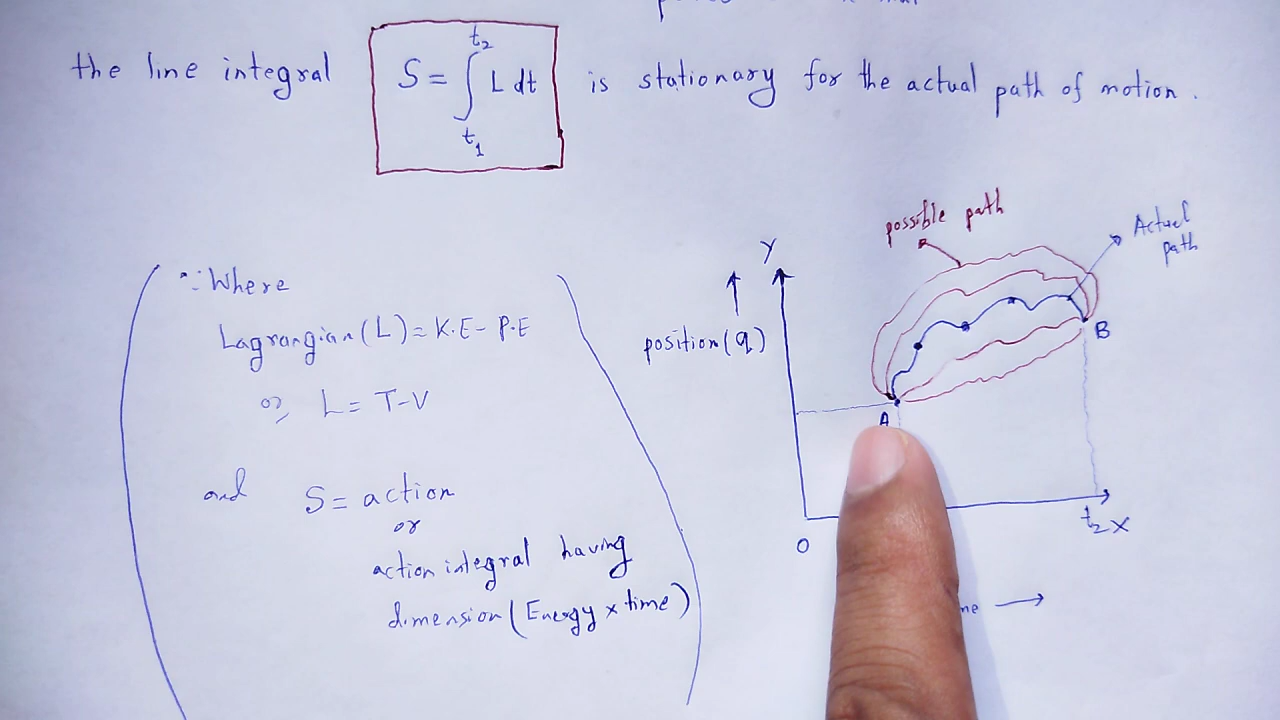 the line integral S = ∫ L dt is stationary for the actual path of motion.
t₂
t₁
∵ Where
Lagrangian (L) = K.E - P.E
or, L = T-V
and S = action
or
action integral having
dimension (Energy x time)
possible path
Actual
path
Y
position (q)
A
B
O
t₂ X